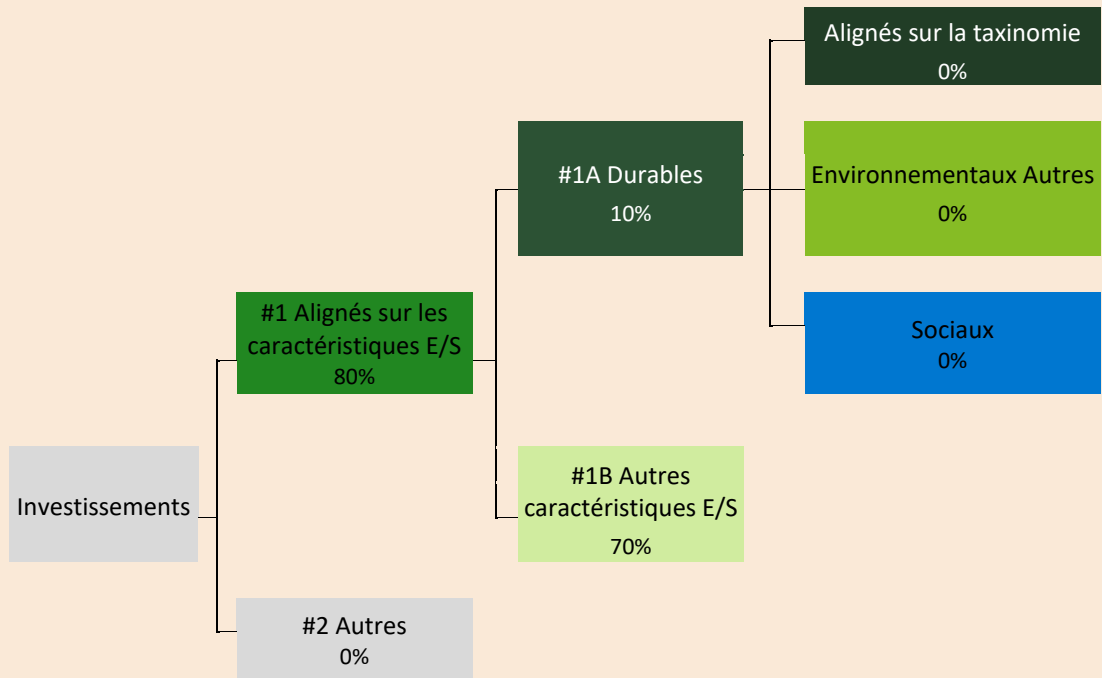 Alignés sur la taxinomie
0%
#1A Durables
10%
Environnementaux Autres
0%
#1 Alignés sur les
caractéristiques E/S
80%
Sociaux
0%
Investissements
#1B Autres
caractéristiques E/S
70%
#2 Autres
0%